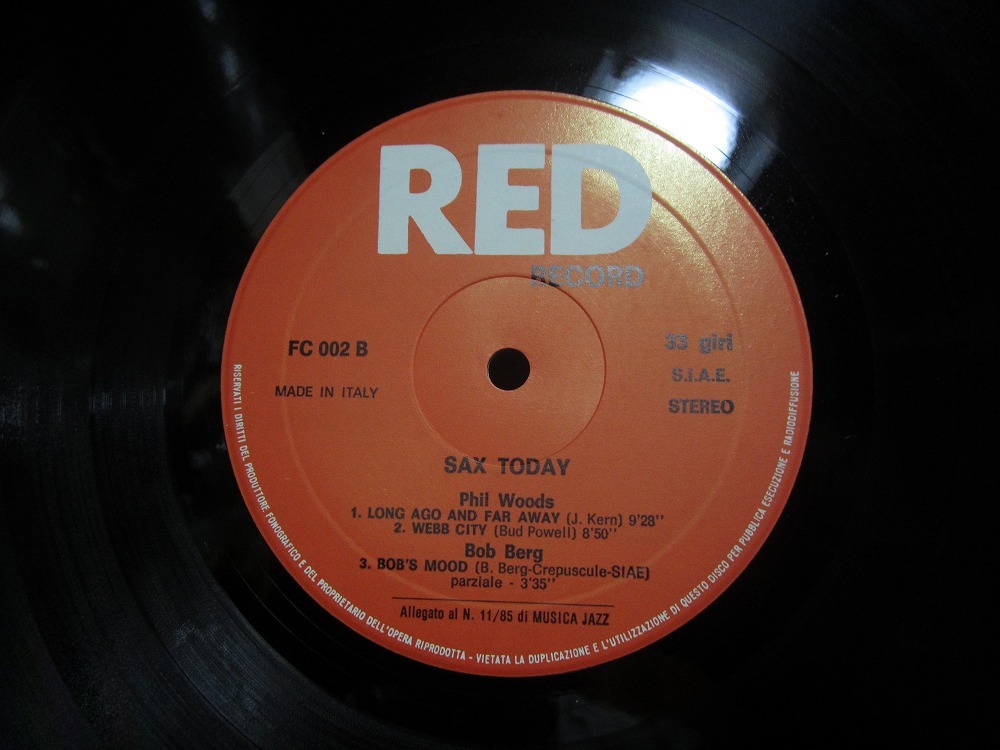 RED
RECORD
FC 002 B
33 giri
MADE IN ITALY
S.I.A.E.
STEREO
SAX TODAY
Phil Woods
1. LONG AGO AND FAR AWAY (J. Kern) 9'28"
2. WEBB CITY (Bud Powell) 8'50"
Bob Berg
3. BOB'S MOOD (B. Berg-Crepuscule-SIAE)
parziale - 3'35"
Allegato al N. 11/85 di MUSICA JAZZ
RISERVATI I DIRITTI DEL PRODUTTORE FONOGRAFICO E DEL PROPRIETARIO DELL'OPERA RIPRODOTTA - VIETATA LA DUPLICAZIONE E L'UTILIZZAZIONE DI QUESTO DISCO PER PUBBLICA ESECUZIONE E RADIODIFFUSIONE